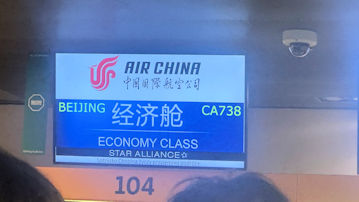 AIR CHINA
中国国际航空公司
BEIJING 经济舱 CA738
ECONOMY CLASS
STAR ALLIANCE
104